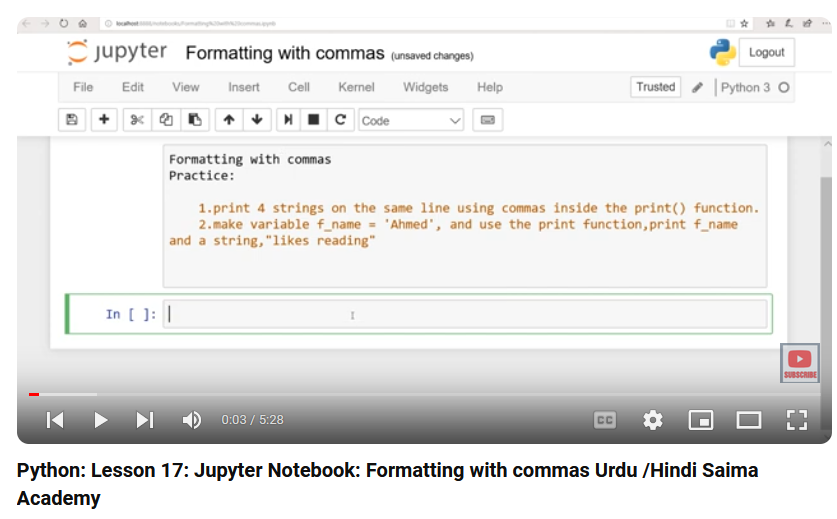 localhost:8888/notebooks/Formatting%20with%20commas.ipynb
jupyter Formatting with commas (unsaved changes)
Logout
File Edit View Insert Cell Kernel Widgets Help
Trusted Python 3
Code
Formatting with commas
Practice:
1.print 4 strings on the same line using commas inside the print() function.
2.make variable f_name = 'Ahmed', and use the print function,print f_name
and a string,"likes reading"
In [ ]:
SUBSCRIBE
0:03 / 5:28
CC
Python: Lesson 17: Jupyter Notebook: Formatting with commas Urdu /Hindi Saima
Academy